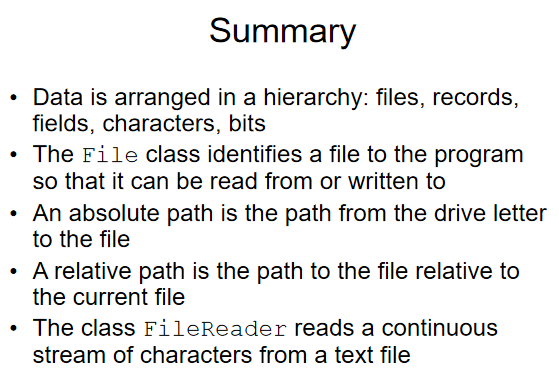 Summary
• Data is arranged in a hierarchy: files, records,
fields, characters, bits
• The File class identifies a file to the program
so that it can be read from or written to
• An absolute path is the path from the drive letter
to the file
• A relative path is the path to the file relative to
the current file
• The class FileReader reads a continuous
stream of characters from a text file